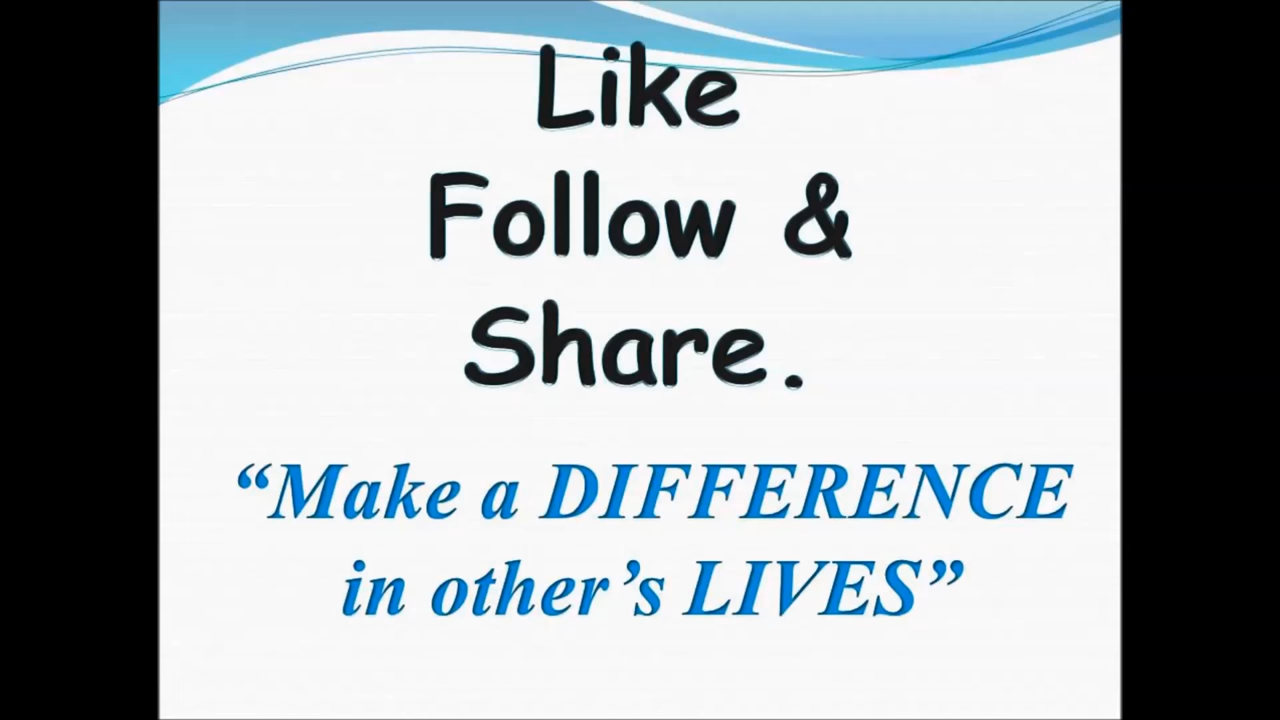 Like
Follow &
Share.
“Make a DIFFERENCE
in other’s LIVES”